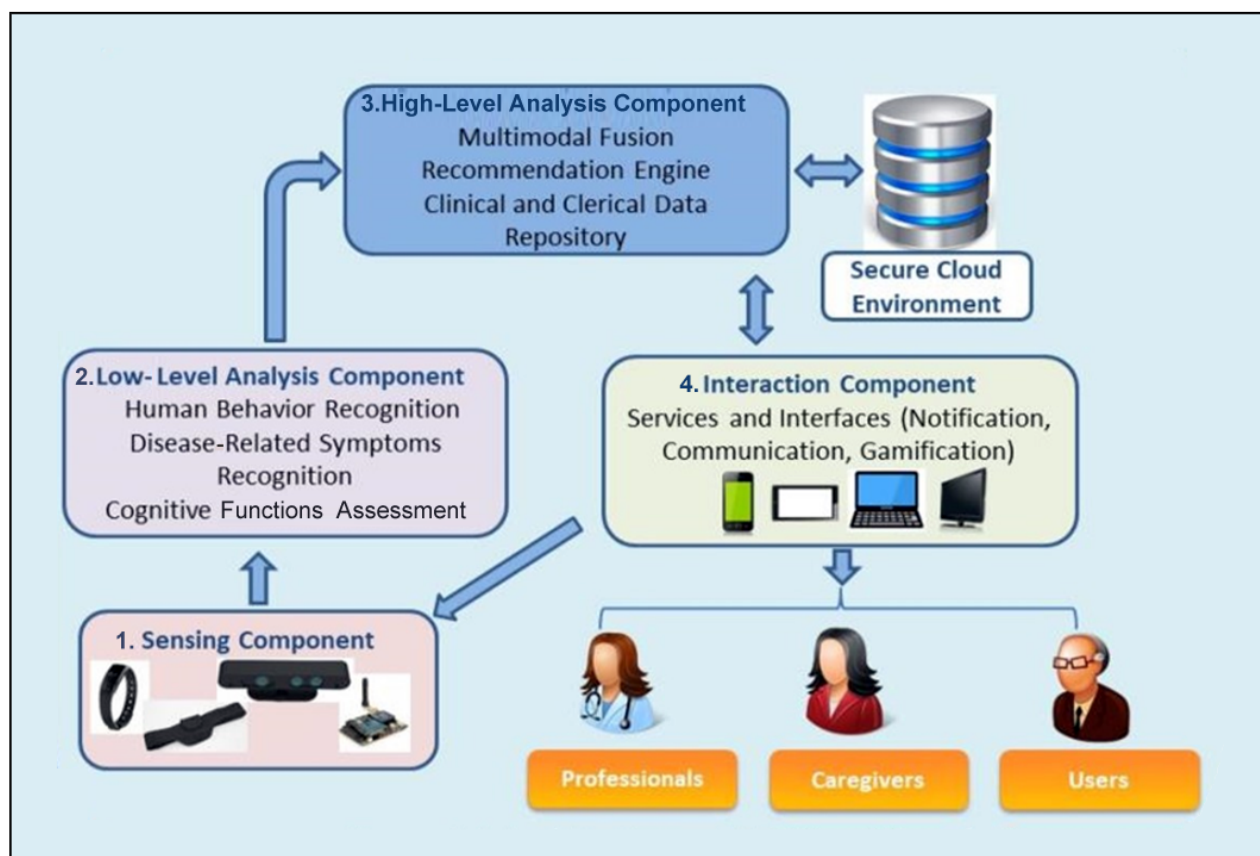 3.High-Level Analysis Component
Multimodal Fusion
Recommendation Engine
Clinical and Clerical Data
Repository
Secure Cloud
Environment
2.Low- Level Analysis Component
Human Behavior Recognition
Disease-Related Symptoms
Recognition
Cognitive Functions Assessment
4. Interaction Component
Services and Interfaces (Notification,
Communication, Gamification)
1. Sensing Component
Professionals
Caregivers
Users